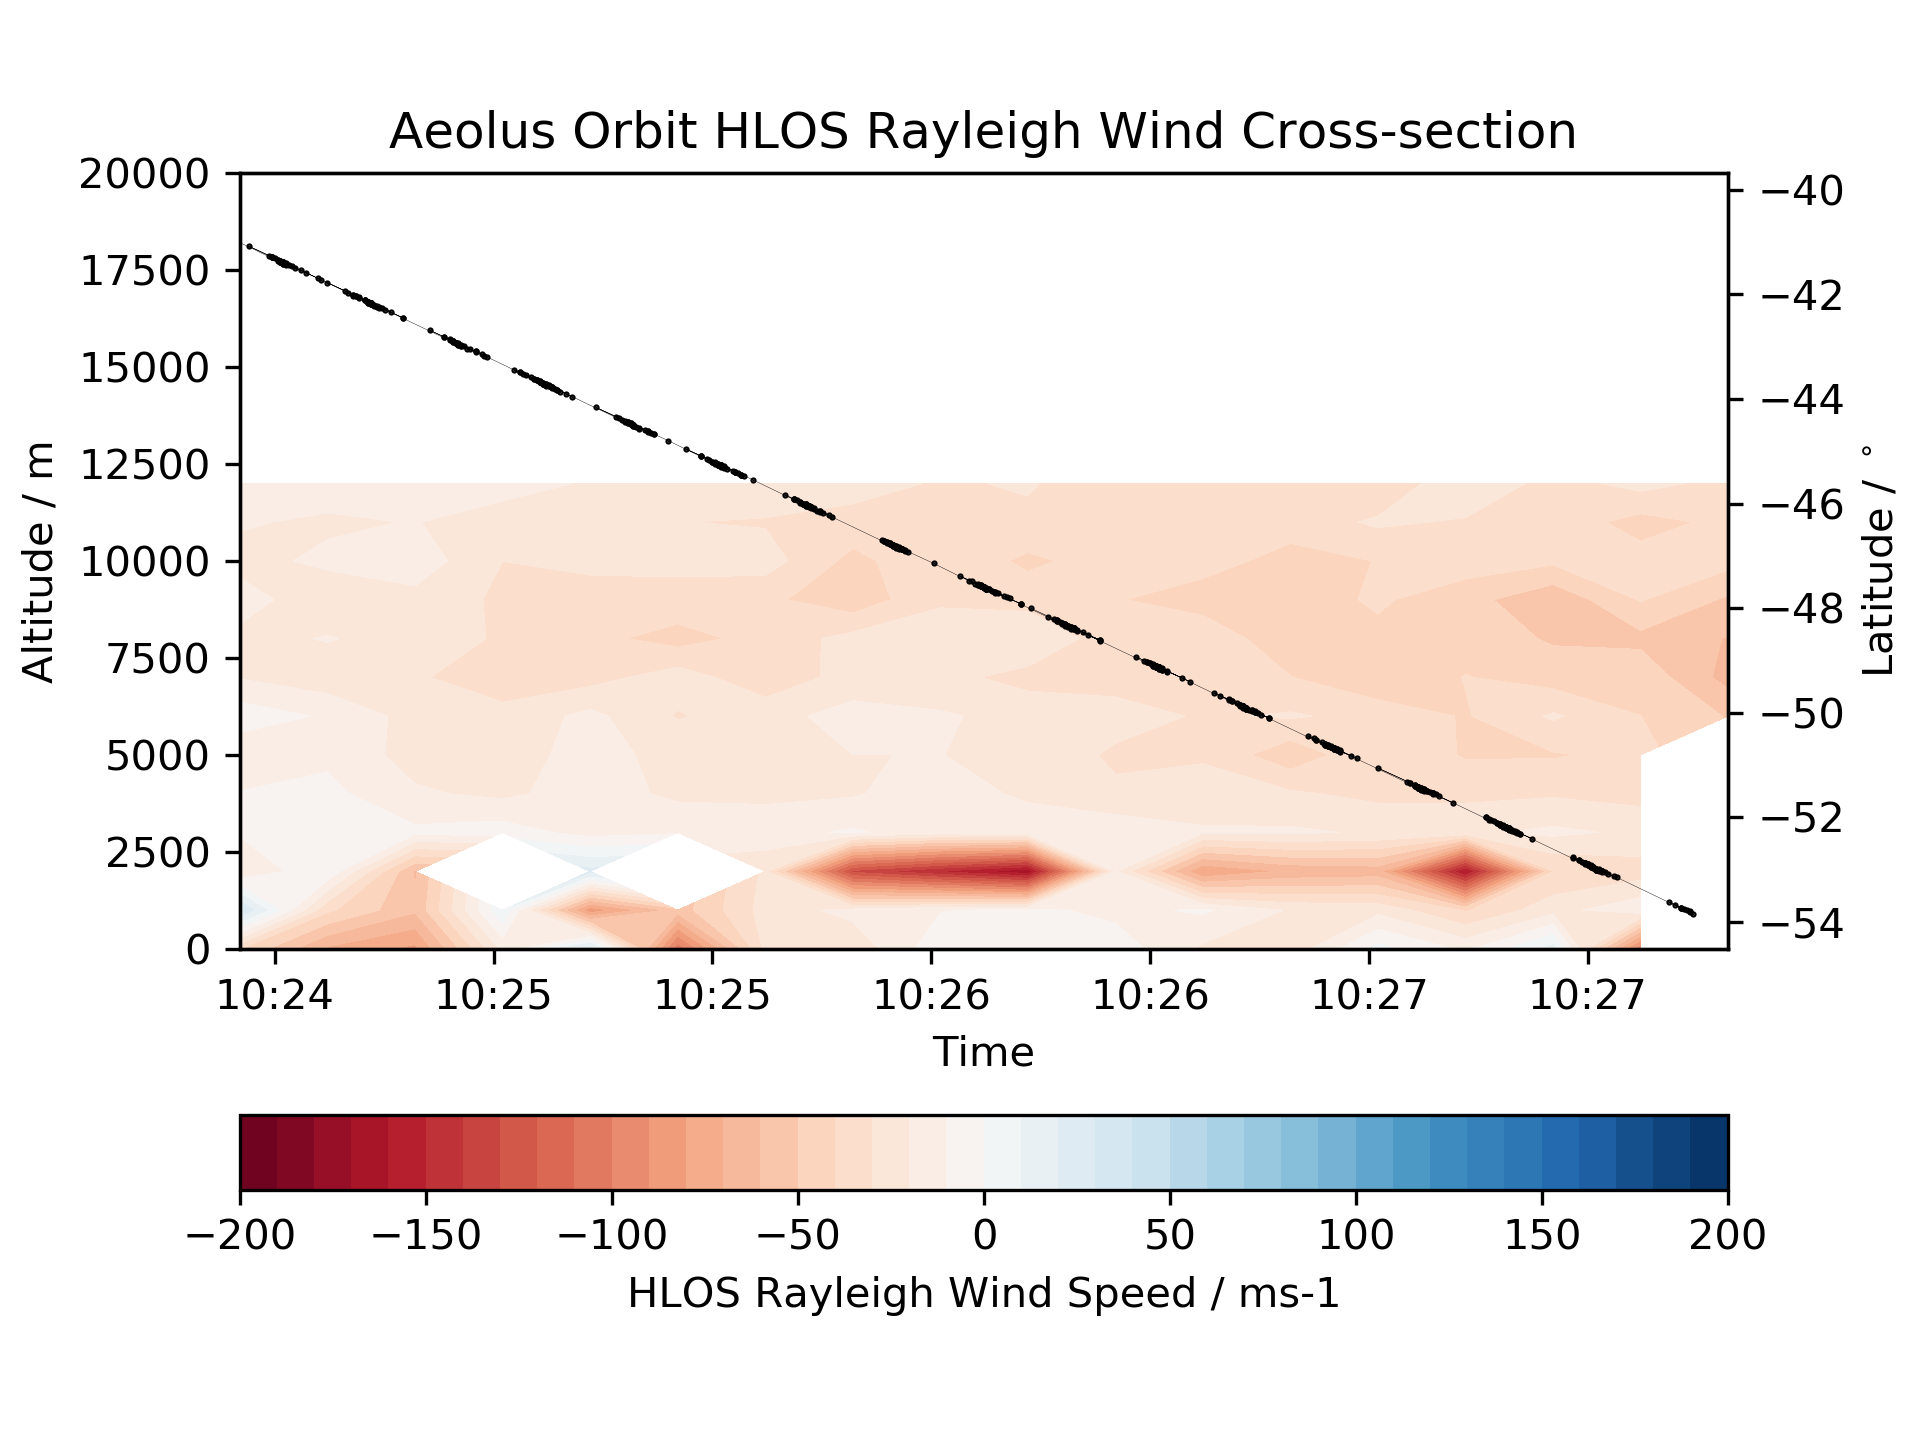 Aeolus Orbit HLOS Rayleigh Wind Cross-section
20000
17500
15000
12500
10000
7500
5000
2500
0
Altitude / m
−40
−42
−44
−46
−48
−50
−52
−54
Latitude / °
10:24 10:25 10:25 10:26 10:26 10:27 10:27
Time
−200 −150 −100 −50 0 50 100 150 200
HLOS Rayleigh Wind Speed / ms-1